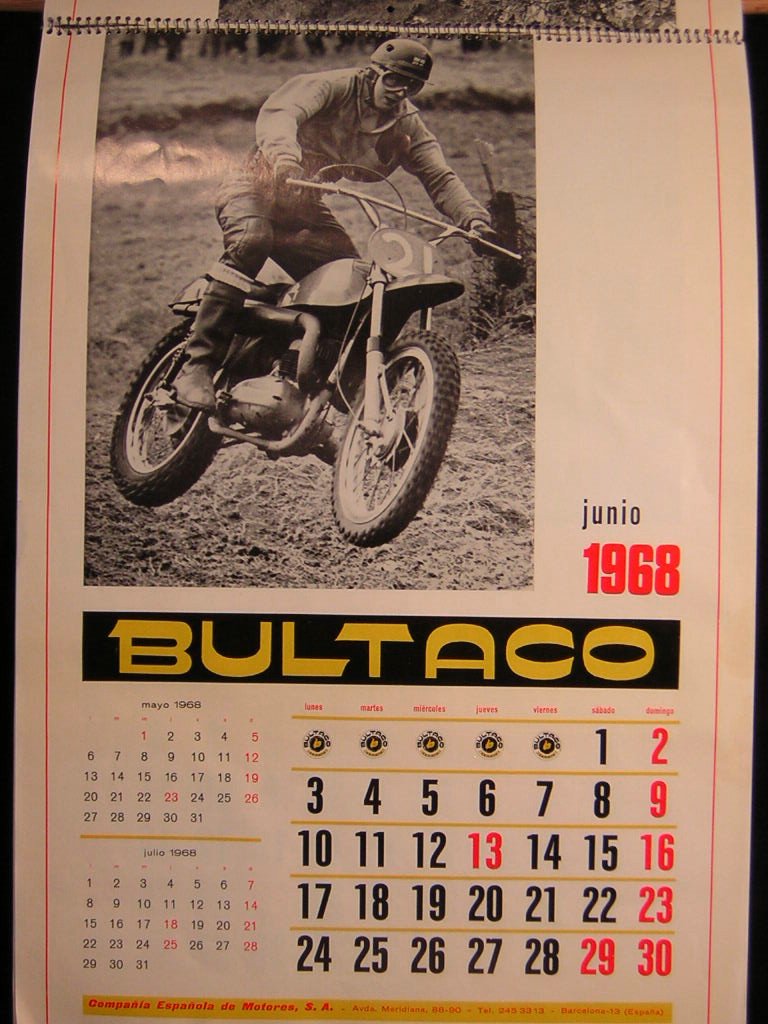 21
junio
1968
BULTACO
mayo 1968
1 2 3 4 5
6 7 8 9 10 11 12
13 14 15 16 17 18 19
20 21 22 23 24 25 26
27 28 29 30 31
julio 1968
1 2 3 4 5 6 7
8 9 10 11 12 13 14
15 16 17 18 19 20 21
22 23 24 25 26 27 28
29 30 31
lunes martes miércoles jueves viernes sábado domingo
BULTACO BULTACO BULTACO BULTACO BULTACO 1 2
3 4 5 6 7 8 9
10 11 12 13 14 15 16
17 18 19 20 21 22 23
24 25 26 27 28 29 30
Compañía Española de Motores, S. A. - Avda. Meridiana, 88-90 - Tel. 245 33 13 - Barcelona-13 (España)